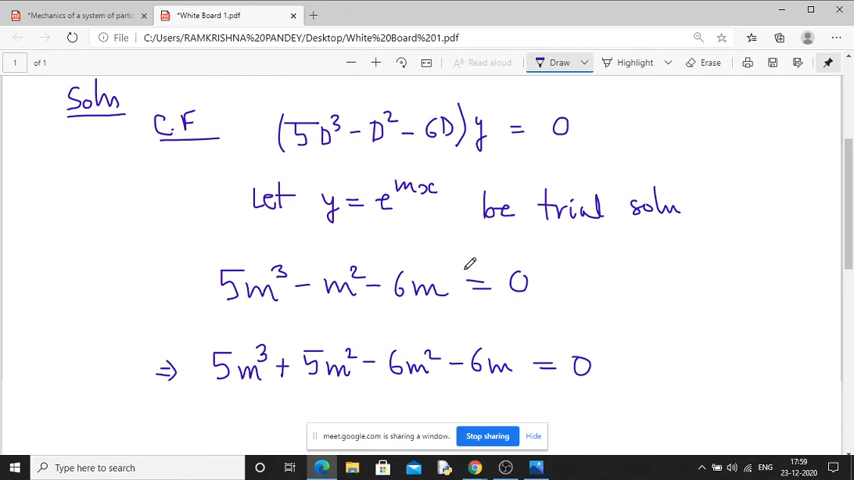 *Mechanics of a system of parti
*White Board 1.pdf
File C:/Users/RAMKRISHNA%20PANDEY/Desktop/White%20Board%201.pdf
1 of 1
Read aloud Draw Highlight Erase
Soln
C.F (5D³ - D² - 6D)y = 0
Let y = e^mx be trial soln
5m³ - m² - 6m = 0
⇒ 5m³ + 5m² - 6m² - 6m = 0
meet.google.com is sharing a window. Stop sharing Hide
Type here to search
ENG
17:59
23-12-2020